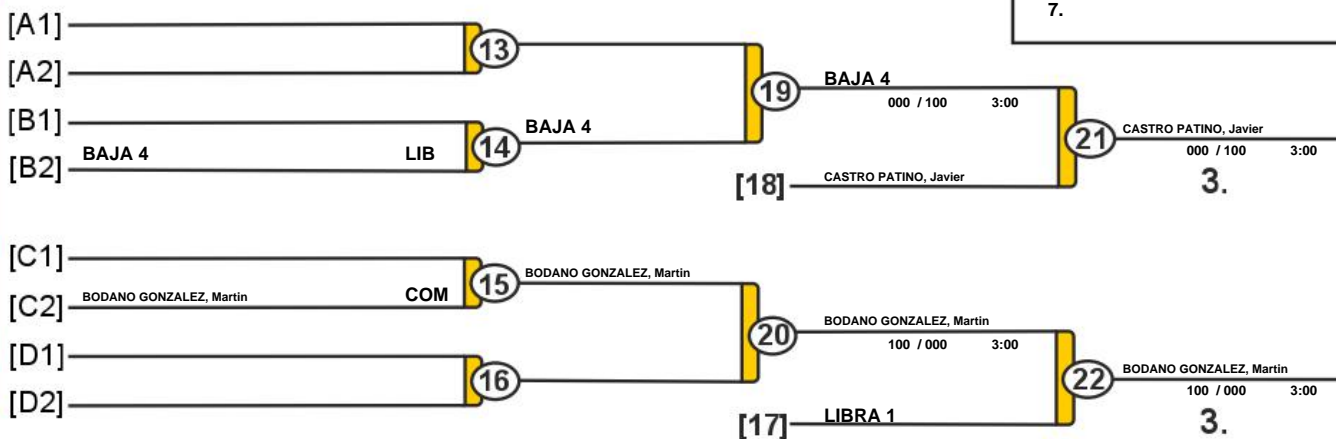 7.
[A1]
13
[A2]
19
BAJA 4
000 / 100 3:00
[B1]
14
BAJA 4
21
CASTRO PATINO, Javier
000 / 100 3:00
[B2]
BAJA 4 LIB
[18]
CASTRO PATINO, Javier
3.
[C1]
15
BODANO GONZALEZ, Martin
[C2]
BODANO GONZALEZ, Martin COM
20
BODANO GONZALEZ, Martin
100 / 000 3:00
[D1]
16
22
BODANO GONZALEZ, Martin
100 / 000 3:00
[D2]
[17]
LIBRA 1
3.